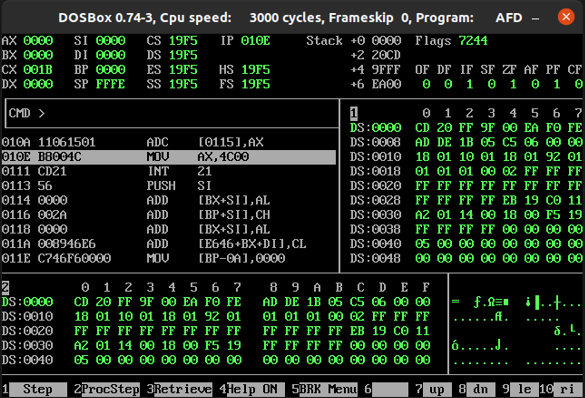 DOSBox 0.74-3, Cpu speed: 3000 cycles, Frameskip 0, Program: AFD
AX 0000 SI 0000 CS 19F5 IP 010E Stack +0 0000 Flags 7244
BX 0000 DI 0000 DS 19F5 +2 20CD
CX 001B BP 0000 ES 19F5 HS 19F5 +4 9FFF OF DF IF SF ZF AF PF CF
DX 0000 SP FFFE SS 19F5 FS 19F5 +6 EA00 0 0 1 0 1 0 1 0
CMD >
1 0 1 2 3 4 5 6 7
DS:0000 CD 20 FF 9F 00 EA F0 FE
010A 11061501 ADC [0115],AX DS:0008 AD DE 1B 05 C5 06 00 00
010E B8004C MOV AX,4C00 DS:0010 18 01 10 01 18 01 92 01
0111 CD21 INT 21 DS:0018 01 01 01 00 02 FF FF FF
0113 56 PUSH SI DS:0020 FF FF FF FF FF FF FF FF
0114 0000 ADD [BX+SI],AL DS:0028 FF FF FF FF EB 19 C0 11
0116 002A ADD [BP+SI],CH DS:0030 A2 01 14 00 18 00 F5 19
0118 0000 ADD [BX+SI],AL DS:0038 FF FF FF FF 00 00 00 00
011A 008946E6 ADD [E646+BX+DI],CL DS:0040 05 00 00 00 00 00 00 00
011E C746F60000 MOV [BP-0A],0000 DS:0048 00 00 00 00 00 00 00 00
2 0 1 2 3 4 5 6 7 8 9 A B C D E F
DS:0000 CD 20 FF 9F 00 EA F0 FE AD DE 1B 05 C5 06 00 00
DS:0010 18 01 10 01 18 01 92 01 01 01 01 00 02 FF FF FF
DS:0020 FF FF FF FF FF FF FF FF FF FF FF FF EB 19 C0 11
DS:0030 A2 01 14 00 18 00 F5 19 FF FF FF FF 00 00 00 00
DS:0040 05 00 00 00 00 00 00 00 00 00 00 00 00 00 00 00
1 Step 2 ProcStep 3 Retrieve 4 Help ON 5 BRK Menu 6 7 up 8 dn 9 le 10 ri